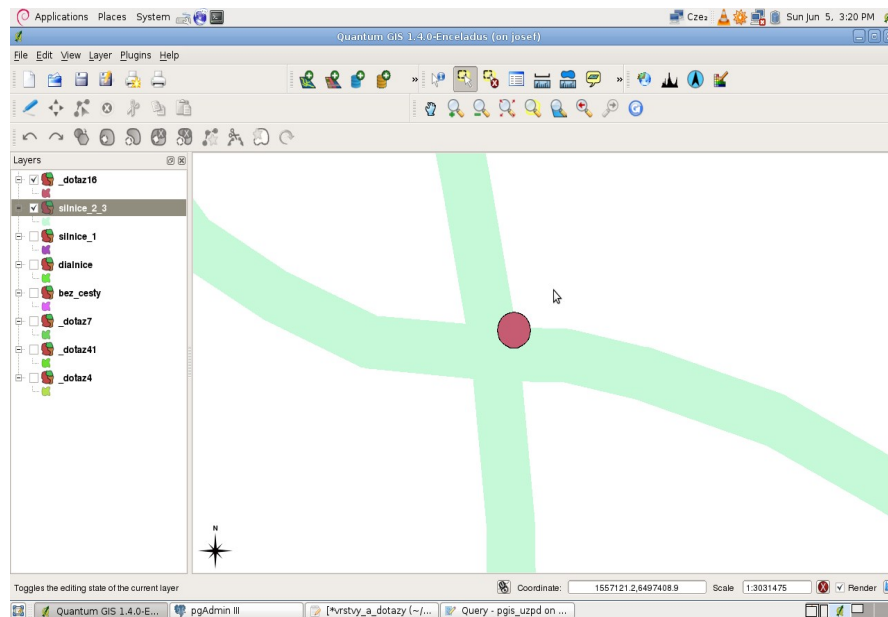 Applications Places System Cze₂ Sun Jun 5, 3:20 PM
Quantum GIS 1.4.0-Enceladus (on josef)
File Edit View Layer Plugins Help
» »
Layers
_dotaz16
silnice_2_3
silnice_1
dialnice
bez_cesty
_dotaz7
_dotaz41
_dotaz4
N
Toggles the editing state of the current layer Coordinate: 1557121.2,6497408.9 Scale 1:3031475 Render
Quantum GIS 1.4.0-E... pgAdmin III [*vrstvy_a_dotazy (~/... Query - pgis_uzpd on ...